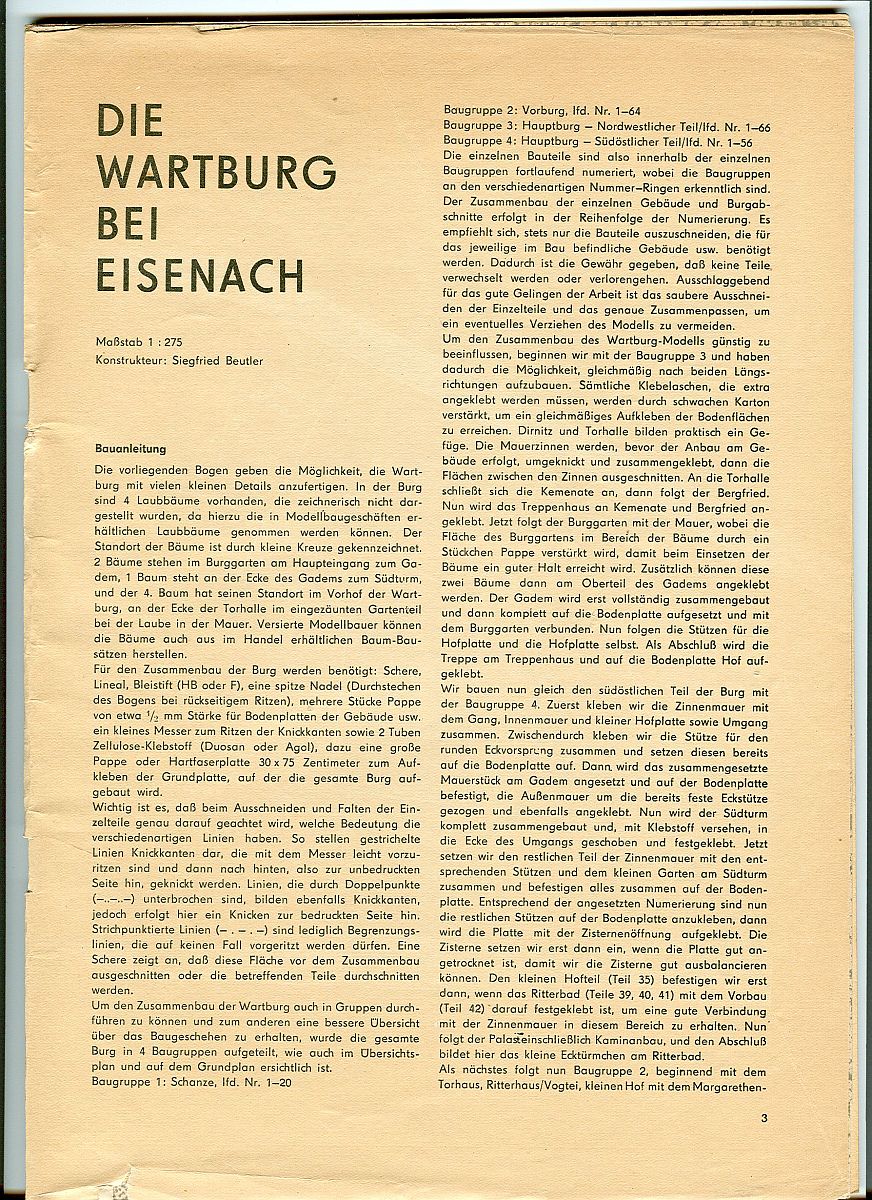 DIE
WARTBURG
BEI
EISENACH
Maßstab 1 : 275
Konstrukteur: Siegfried Beutler
Bauanleitung
Die vorliegenden Bogen geben die Möglichkeit, die Wart-
burg mit vielen kleinen Details anzufertigen. In der Burg
sind 4 Laubbäume vorhanden, die zeichnerisch nicht dar-
gestellt wurden, da hierzu die in Modellbaugeschäften er-
hältlichen Laubbäume genommen werden können. Der
Standort der Bäume ist durch kleine Kreuze gekennzeichnet.
2 Bäume stehen im Burggarten am Haupteingang zum Ga-
dem, 1 Baum steht an der Ecke des Gadems zum Südturm,
und der 4. Baum hat seinen Standort im Vorhof der Wart-
burg, an der Ecke der Torhalle im eingezäunten Gartenteil
bei der Laube in der Mauer. Versierte Modellbauer können
die Bäume auch aus im Handel erhältlichen Baum-Bau-
sätzen herstellen.
Für den Zusammenbau der Burg werden benötigt: Schere,
Lineal, Bleistift (HB oder F), eine spitze Nadel (Durchstechen
des Bogens bei rückseitigem Ritzen), mehrere Stücke Pappe
von etwa 1/2 mm Stärke für Bodenplatten der Gebäude usw.
ein kleines Messer zum Ritzen der Knickkanten sowie 2 Tuben
Zellulose-Klebstoff (Duosan oder Agol), dazu eine große
Pappe oder Hartfaserplatte 30 x 75 Zentimeter zum Auf-
kleben der Grundplatte, auf der die gesamte Burg auf-
gebaut wird.
Wichtig ist es, daß beim Ausschneiden und Falten der Ein-
zelteile genau darauf geachtet wird, welche Bedeutung die
verschiedenartigen Linien haben. So stellen gestrichelte
Linien Knickkanten dar, die mit dem Messer leicht vorzu-
ritzen sind und dann nach hinten, also zur unbedruckten
Seite hin, geknickt werden. Linien, die durch Doppelpunkte
(–..–..–) unterbrochen sind, bilden ebenfalls Knickkanten,
jedoch erfolgt hier ein Knicken zur bedruckten Seite hin.
Strichpunktierte Linien (– . – . –) sind lediglich Begrenzungs-
linien, die auf keinen Fall vorgeritzt werden dürfen. Eine
Schere zeigt an, daß diese Fläche vor dem Zusammenbau
ausgeschnitten oder die betreffenden Teile durchschnitten
werden.
Um den Zusammenbau der Wartburg auch in Gruppen durch-
führen zu können und zum anderen eine bessere Übersicht
über das Baugeschehen zu erhalten, wurde die gesamte
Burg in 4 Baugruppen aufgeteilt, wie auch im Übersichts-
plan und auf dem Grundplan ersichtlich ist.
Baugruppe 1: Schanze, lfd. Nr. 1–20
Baugruppe 2: Vorburg, lfd. Nr. 1–64
Baugruppe 3: Hauptburg – Nordwestlicher Teil/lfd. Nr. 1–66
Baugruppe 4: Hauptburg – Südöstlicher Teil/lfd. Nr. 1–56
Die einzelnen Bauteile sind also innerhalb der einzelnen
Baugruppen fortlaufend numeriert, wobei die Baugruppen
an den verschiedenartigen Nummer-Ringen erkenntlich sind.
Der Zusammenbau der einzelnen Gebäude und Burgab-
schnitte erfolgt in der Reihenfolge der Numerierung. Es
empfiehlt sich, stets nur die Bauteile auszuschneiden, die für
das jeweilige im Bau befindliche Gebäude usw. benötigt
werden. Dadurch ist die Gewähr gegeben, daß keine Teile
verwechselt werden oder verlorengehen. Ausschlaggebend
für das gute Gelingen der Arbeit ist das saubere Ausschnei-
den der Einzelteile und das genaue Zusammenpassen, um
ein eventuelles Verziehen des Modells zu vermeiden.
Um den Zusammenbau des Wartburg-Modells günstig zu
beeinflussen, beginnen wir mit der Baugruppe 3 und haben
dadurch die Möglichkeit, gleichmäßig nach beiden Längs-
richtungen aufzubauen. Sämtliche Klebelaschen, die extra
angeklebt werden müssen, werden durch schwachen Karton
verstärkt, um ein gleichmäßiges Aufkleben der Bodenflächen
zu erreichen. Dirnitz und Torhalle bilden praktisch ein Ge-
füge. Die Mauerzinnen werden, bevor der Anbau am Ge-
bäude erfolgt, umgeknickt und zusammengeklebt, dann die
Flächen zwischen den Zinnen ausgeschnitten. An die Torhalle
schließt sich die Kemenate an, dann folgt der Bergfried.
Nun wird das Treppenhaus an Kemenate und Bergfried an-
geklebt. Jetzt folgt der Burggarten mit der Mauer, wobei die
Fläche des Burggartens im Bereich der Bäume durch ein
Stückchen Pappe verstärkt wird, damit beim Einsetzen der
Bäume ein guter Halt erreicht wird. Zusätzlich können diese
zwei Bäume dann am Oberteil des Gadems angeklebt
werden. Der Gadem wird erst vollständig zusammengebaut
und dann komplett auf die Bodenplatte aufgesetzt und mit
dem Burggarten verbunden. Nun folgen die Stützen für die
Hofplatte und die Hofplatte selbst. Als Abschluß wird die
Treppe am Treppenhaus und auf die Bodenplatte Hof auf-
geklebt.
Wir bauen nun gleich den südöstlichen Teil der Burg mit
der Baugruppe 4. Zuerst kleben wir die Zinnenmauer mit
dem Gang, Innenmauer und kleiner Hofplatte sowie Umgang
zusammen. Zwischendurch kleben wir die Stütze für den
runden Eckvorsprung zusammen und setzen diesen bereits
auf die Bodenplatte auf. Dann wird das zusammengesetzte
Mauerstück am Gadem angesetzt und auf der Bodenplatte
befestigt, die Außenmauer um die bereits feste Eckstütze
gezogen und ebenfalls angeklebt. Nun wird der Südturm
komplett zusammengebaut und, mit Klebstoff versehen, in
die Ecke des Umgangs geschoben und festgeklebt. Jetzt
setzen wir den restlichen Teil der Zinnenmauer mit den ent-
sprechenden Stützen und dem kleinen Garten am Südturm
zusammen und befestigen alles zusammen auf der Boden-
platte. Entsprechend der angesetzten Numerierung sind nun
die restlichen Stützen auf der Bodenplatte anzukleben, dann
wird die Platte mit der Zisternenöffnung aufgeklebt. Die
Zisterne setzen wir erst dann ein, wenn die Platte gut an-
getrocknet ist, damit wir die Zisterne gut ausbalancieren
können. Den kleinen Hofteil (Teil 35) befestigen wir erst
dann, wenn das Ritterbad (Teile 39, 40, 41) mit dem Vorbau
(Teil 42) darauf festgeklebt ist, um eine gute Verbindung
mit der Zinnenmauer in diesem Bereich zu erhalten. Nun
folgt der Palas einschließlich Kaminanbau, und den Abschluß
bildet hier das kleine Ecktürmchen am Ritterbad.
Als nächstes folgt nun Baugruppe 2, beginnend mit dem
Torhaus, Ritterhaus/Vogtei, kleinen Hof mit dem Margarethen-
3